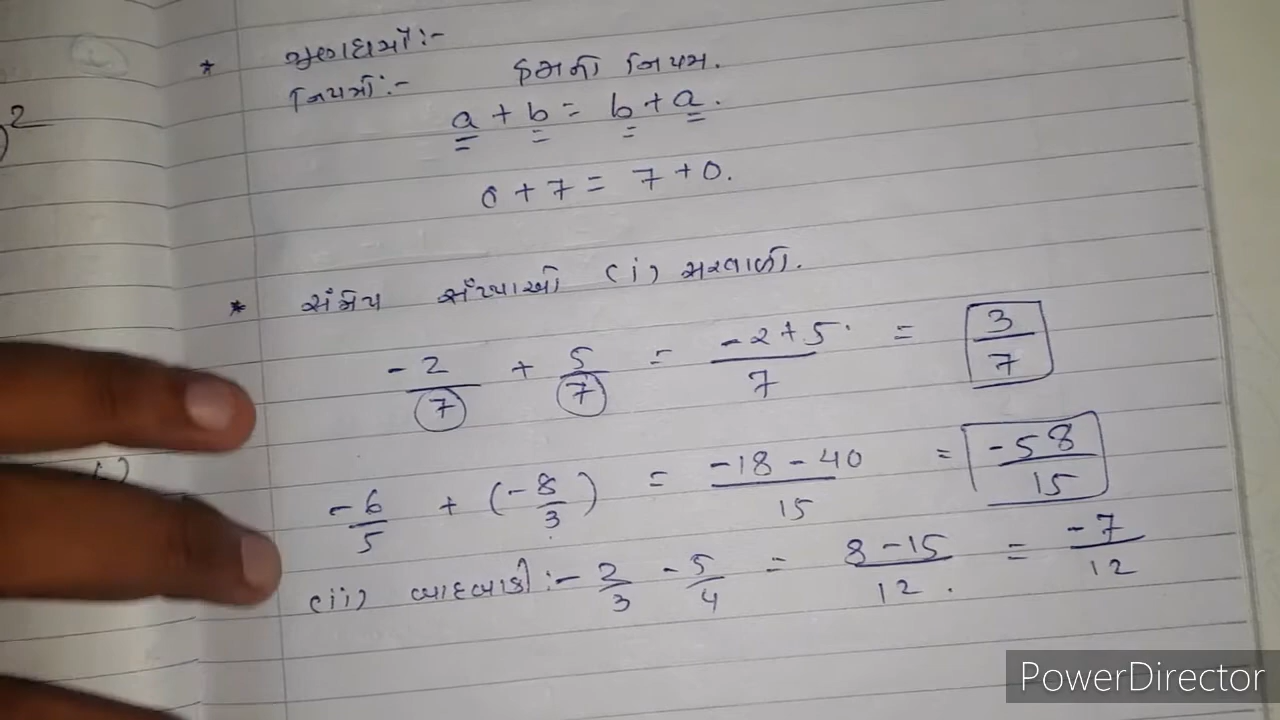 2
* ગુણધર્મો:-
નિયમો:- ક્રમનો નિયમ.
a + b = b + a.
0 + 7 = 7 + 0.
* સંમેય સંખ્યાઓ (i) સરવાળો.
-2/7 + 5/7 = -2+5/7 = 3/7
-6/5 + (-8/3) = -18-40/15 = -58/15
(ii) બાદબાકી:- 2/3 - 5/4 = 8-15/12. = -7/12
PowerDirector